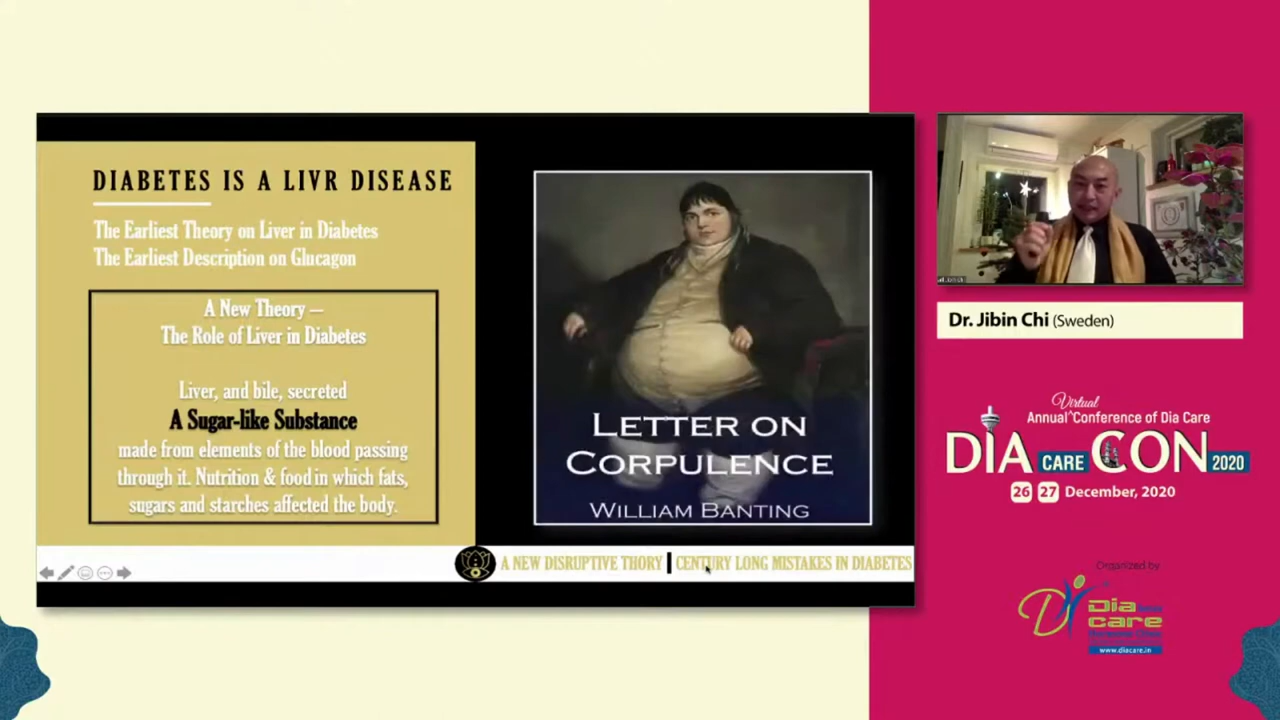 DIABETES IS A LIVR DISEASE
The Earliest Theory on Liver in Diabetes
The Earliest Description on Glucagon
A New Theory –
The Role of Liver in Diabetes
Liver, and bile, secreted
A Sugar-like Substance
made from elements of the blood passing
through it. Nutrition & food in which fats,
sugars and starches affected the body.
LETTER ON
CORPULENCE
WILLIAM BANTING
A NEW DISRUPTIVE THORY | CENTURY LONG MISTAKES IN DIABETES
Dr. Jibin Chi (Sweden)
Virtual
Annual^Conference of Dia Care
DIA CARE CON 2020
26 27 December, 2020
Organized by
Dia
care
www.diacare.in